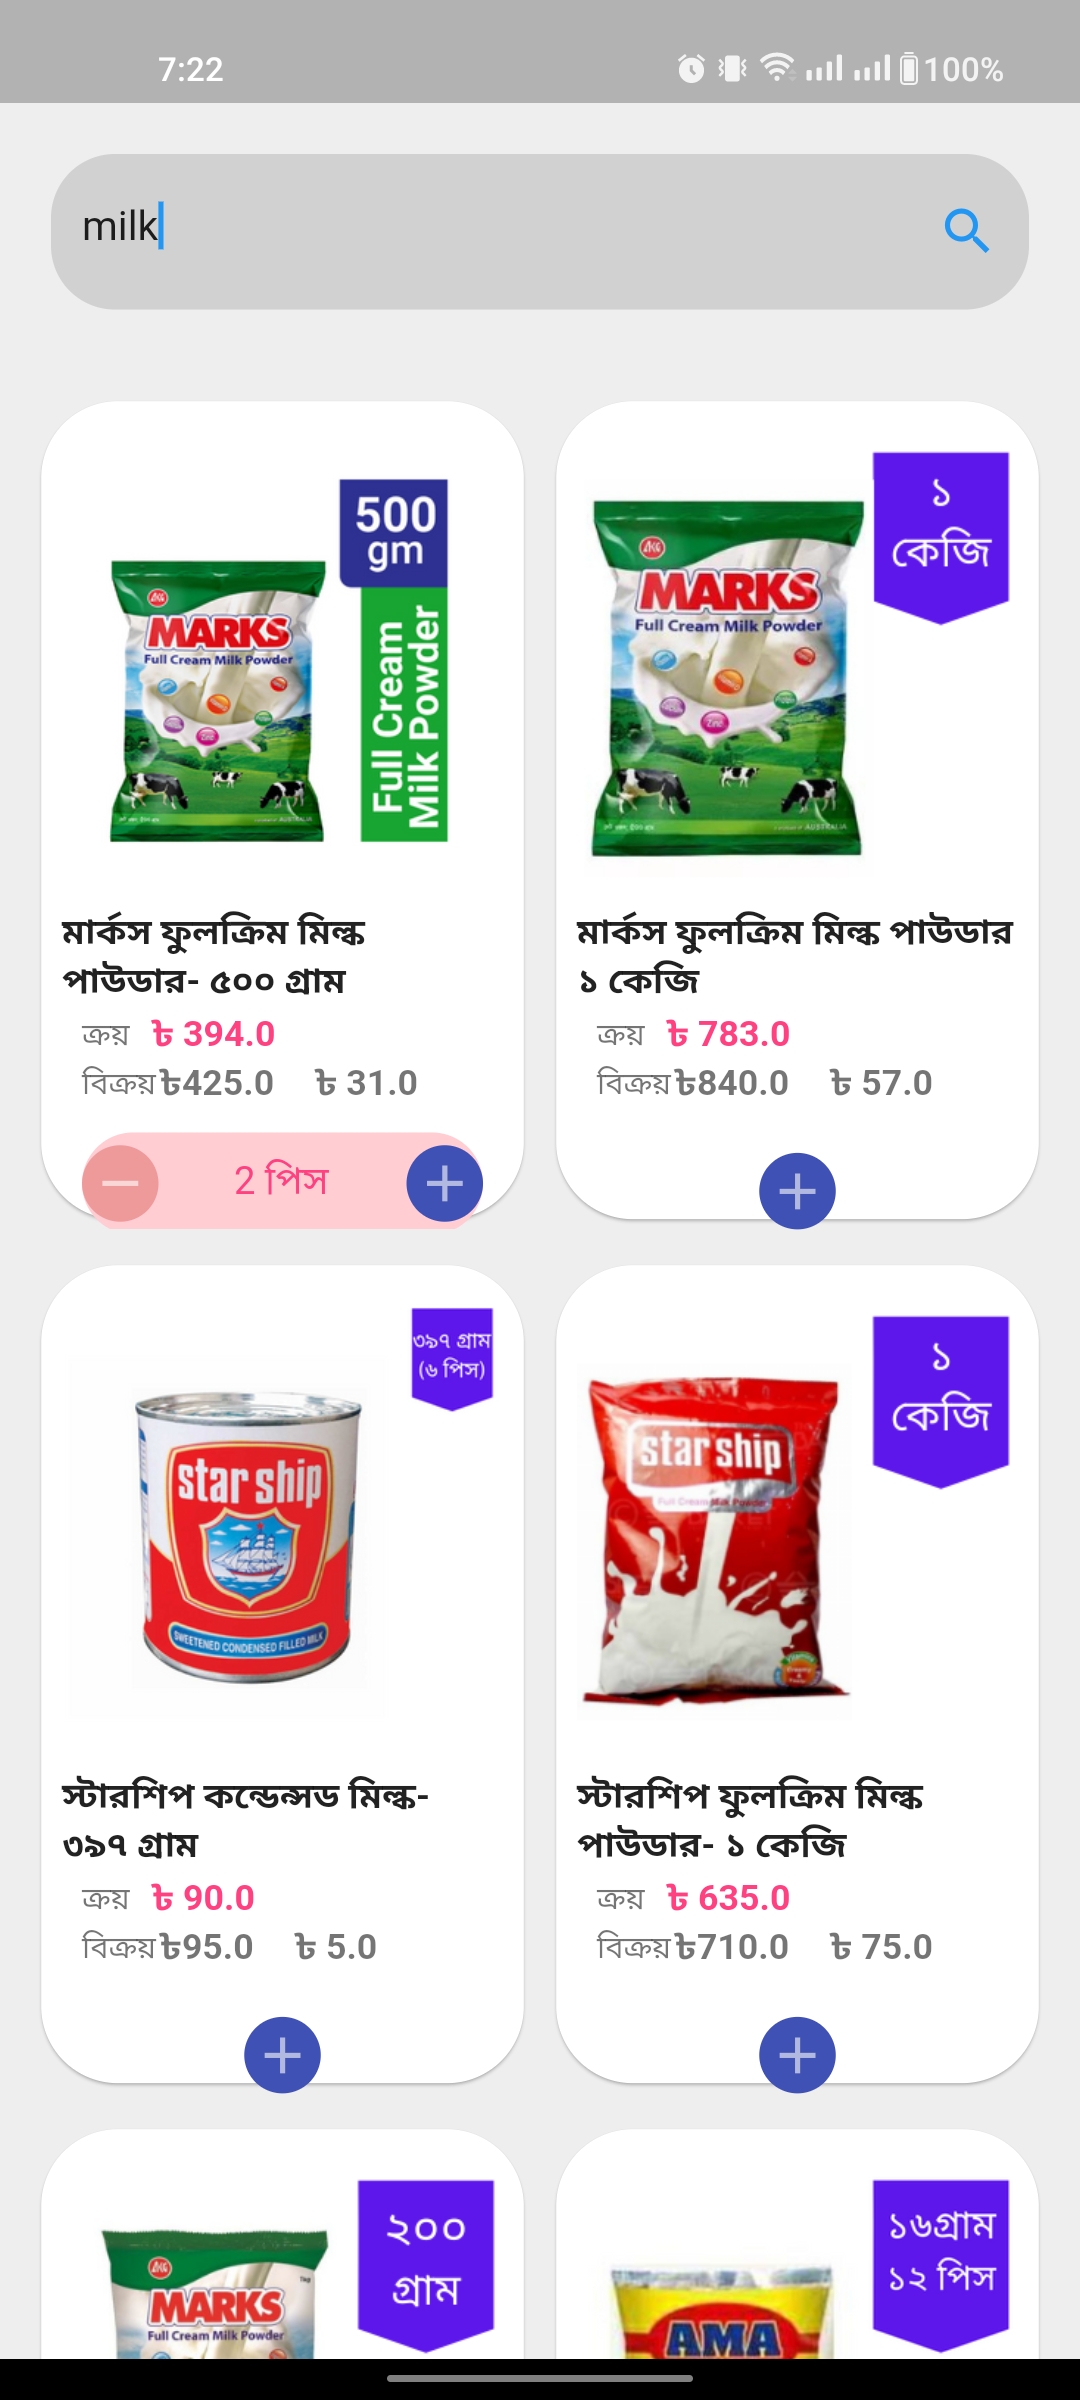 7:22
100%
milk
500
gm
Full Cream
Milk Powder
MARKS
Full Cream Milk Powder
১
কেজি
MARKS
Full Cream Milk Powder
মার্কস ফুলক্রিম মিল্ক
পাউডার- ৫০০ গ্রাম
ক্রয় ৳ 394.0
বিক্রয় ৳425.0 ৳ 31.0
2 পিস
মার্কস ফুলক্রিম মিল্ক পাউডার
১ কেজি
ক্রয় ৳ 783.0
বিক্রয় ৳840.0 ৳ 57.0
৩৯৭ গ্রাম
(৬ পিস)
star ship
SWEETENED CONDENSED FILLED MILK
১
কেজি
star ship
Full Cream Milk Powder
স্টারশিপ কন্ডেন্সড মিল্ক-
৩৯৭ গ্রাম
ক্রয় ৳ 90.0
বিক্রয় ৳95.0 ৳ 5.0
স্টারশিপ ফুলক্রিম মিল্ক
পাউডার- ১ কেজি
ক্রয় ৳ 635.0
বিক্রয় ৳710.0 ৳ 75.0
২০০
গ্রাম
MARKS
Full Cream Milk Powder
১৬গ্রাম
১২ পিস
AMA